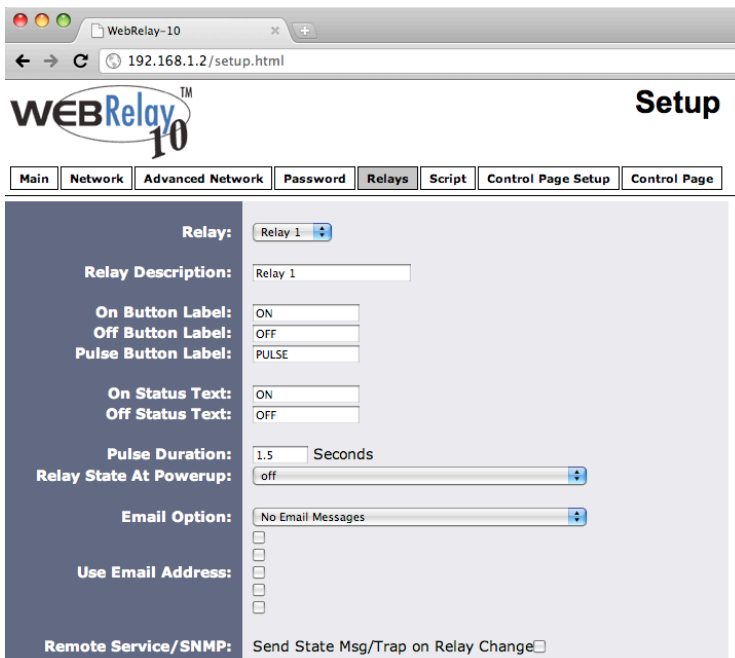 WebRelay-10
192.168.1.2/setup.html
WEBRelay™
10
Setup
Main Network Advanced Network Password Relays Script Control Page Setup Control Page
Relay: Relay 1
Relay Description: Relay 1
On Button Label: ON
Off Button Label: OFF
Pulse Button Label: PULSE
On Status Text: ON
Off Status Text: OFF
Pulse Duration: 1.5 Seconds
Relay State At Powerup: off
Email Option: No Email Messages
Use Email Address:
Remote Service/SNMP: Send State Msg/Trap on Relay Change